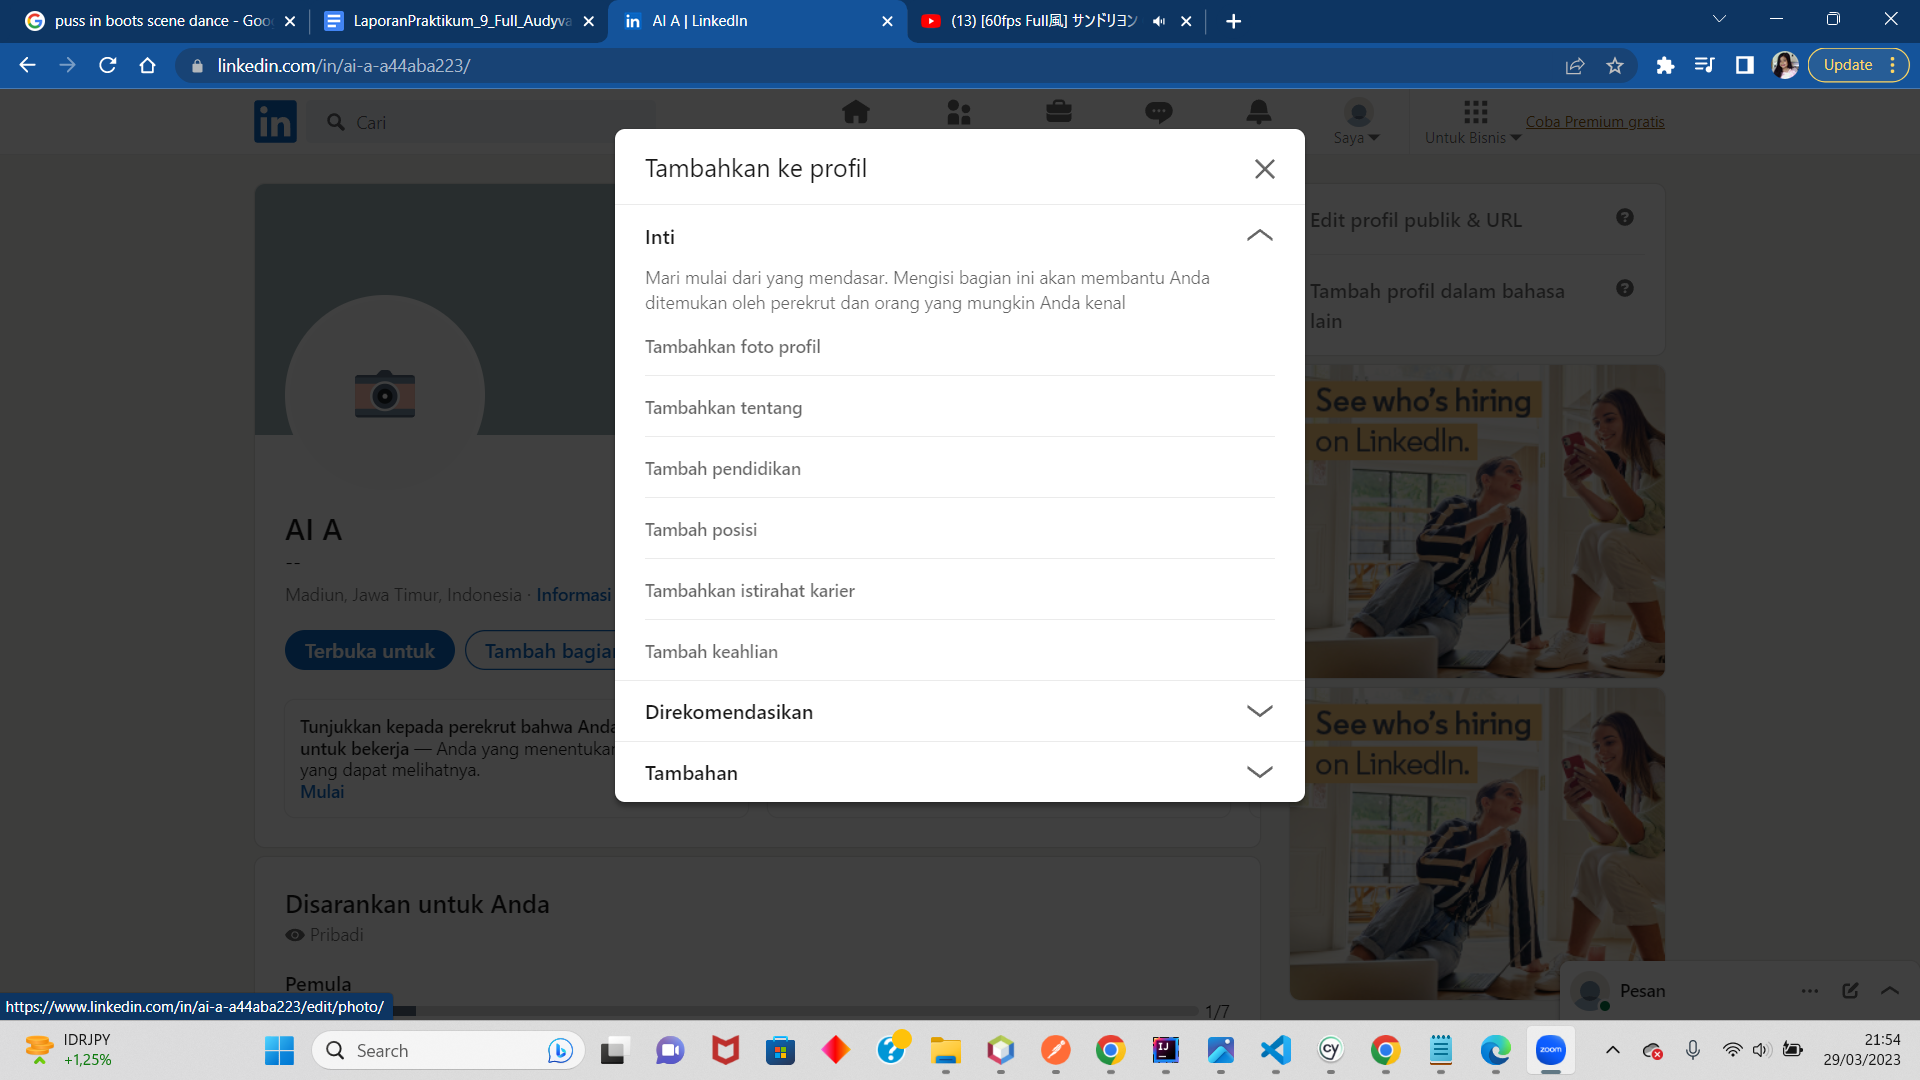 puss in boots scene dance - Goo
LaporanPraktikum_9_Full_Audyva
AI A | LinkedIn
(13) [60fps Full風] サンドリヨン
linkedin.com/in/ai-a-a44aba223/
Update
in
Cari
Saya
Untuk Bisnis
Coba Premium gratis
Tambahkan ke profil
Inti
Mari mulai dari yang mendasar. Mengisi bagian ini akan membantu Anda
ditemukan oleh perekrut dan orang yang mungkin Anda kenal
Tambahkan foto profil
Tambahkan tentang
Tambah pendidikan
Tambah posisi
Tambahkan istirahat karier
Tambah keahlian
Direkomendasikan
Tambahan
Edit profil publik & URL
Tambah profil dalam bahasa
lain
See who's hiring
on LinkedIn.
See who's hiring
on LinkedIn.
AI A
--
Madiun, Jawa Timur, Indonesia · Informasi
Terbuka untuk
Tambah bagian
Tunjukkan kepada perekrut bahwa Anda
untuk bekerja — Anda yang menentukan
yang dapat melihatnya.
Mulai
Disarankan untuk Anda
Pribadi
Pemula
1/7
Pesan
https://www.linkedin.com/in/ai-a-a44aba223/edit/photo/
IDRJPY
+1,25%
Search
IJ
cy
zoom
21:54
29/03/2023